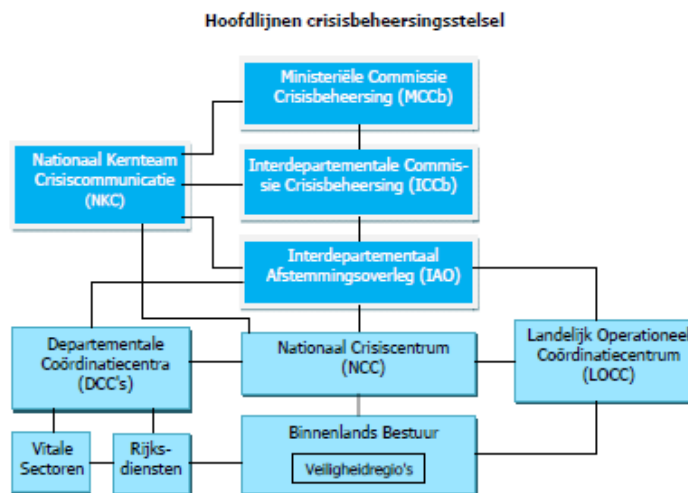 Hoofdlijnen crisisbeheersingsstelsel
Ministeriële Commissie
Crisisbeheersing (MCCb)
Nationaal Kernteam
Crisiscommunicatie
(NKC)
Interdepartementale Commis-
sie Crisisbeheersing (ICCb)
Interdepartementaal
Afstemmingsoverleg (IAO)
Departementale
Coördinatiecentra
(DCC's)
Nationaal Crisiscentrum
(NCC)
Landelijk Operationeel
Coördinatiecentrum
(LOCC)
Vitale
Sectoren
Rijks-
diensten
Binnenlands Bestuur
Veiligheidregio's